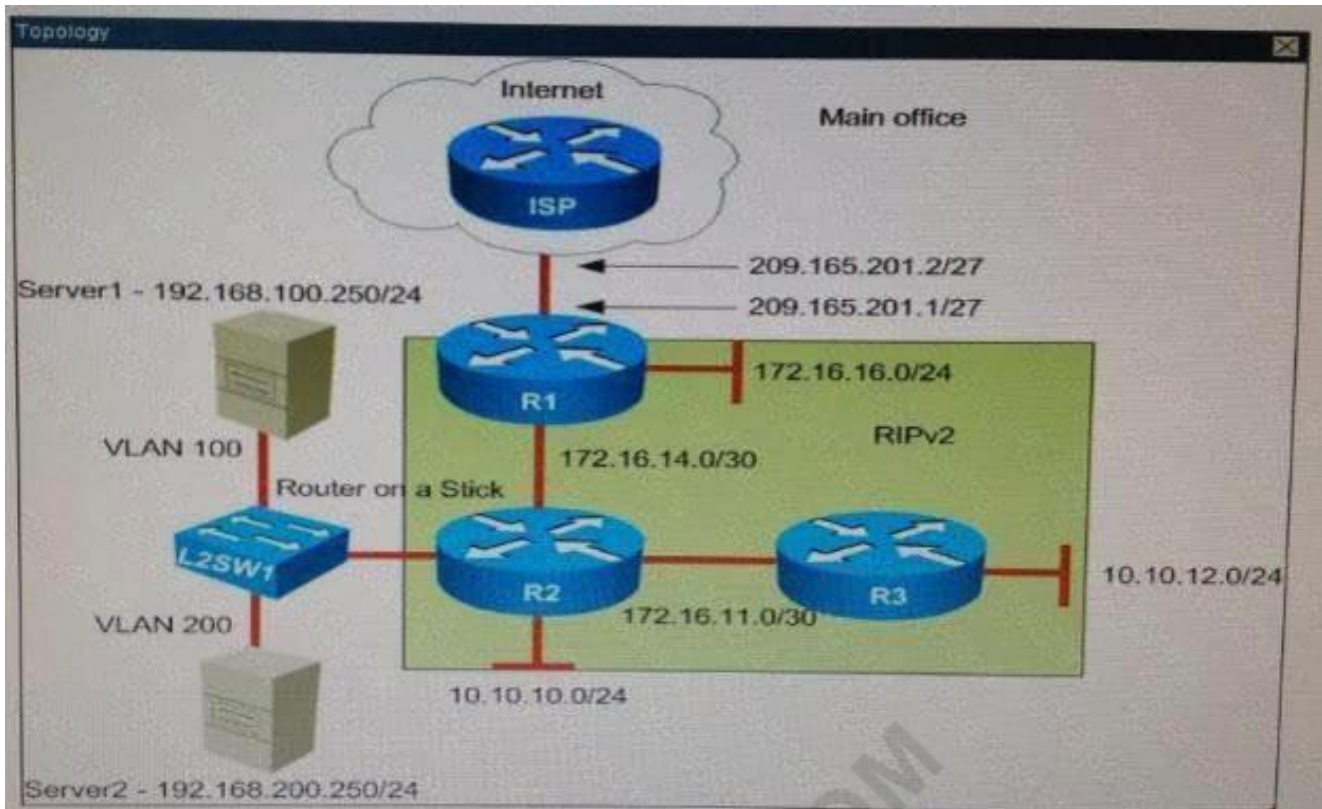 Topology
Internet
Main office
ISP
209.165.201.2/27
Server1 - 192.168.100.250/24
209.165.201.1/27
172.16.16.0/24
R1
RIPv2
VLAN 100
172.16.14.0/30
Router on a Stick
L2SW1
R2
R3
10.10.12.0/24
VLAN 200
172.16.11.0/30
10.10.10.0/24
Server2 - 192.168.200.250/24